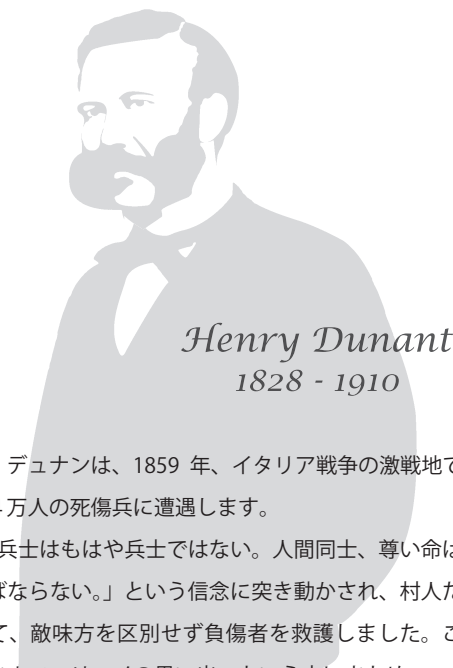 Henry Dunant
1828 - 1910
デュナンは、1859 年、イタリア戦争の激戦地で
万人の死傷兵に遭遇します。
兵士はもはや兵士ではない。人間同士、尊い命は
ばならない。」という信念に突き動かされ、村人た
て、敵味方を区別せず負傷者を救護しました。こ